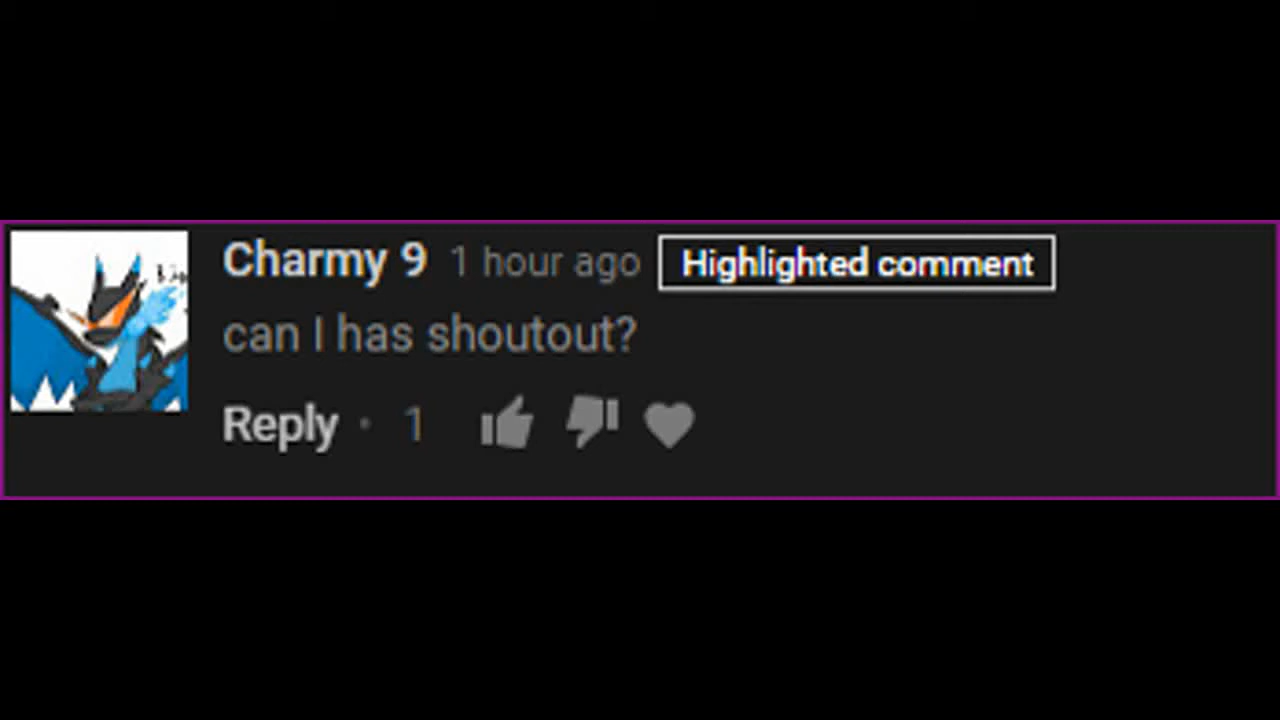 Charmy 9 1 hour ago Highlighted comment
can I has shoutout?
Reply · 1